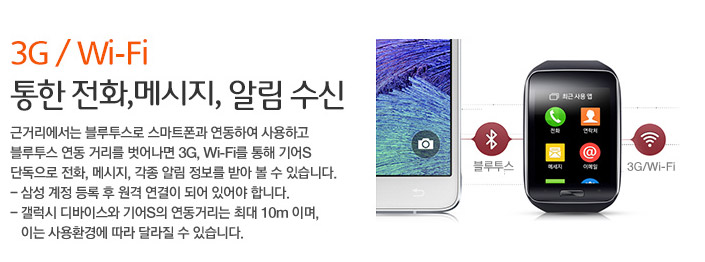 3G / Wi-Fi
통한 전화,메시지, 알림 수신
근거리에서는 블루투스로 스마트폰과 연동하여 사용하고
블루투스 연동 거리를 벗어나면 3G, Wi-Fi를 통해 기어S
단독으로 전화, 메시지, 각종 알림 정보를 받아 볼 수 있습니다.
– 삼성 계정 등록 후 원격 연결이 되어 있어야 합니다.
– 갤럭시 디바이스와 기어S의 연동거리는 최대 10m 이며,
이는 사용환경에 따라 달라질 수 있습니다.
최근 사용 앱
전화
연락처
메세지
이메일
블루투스
3G/Wi-Fi